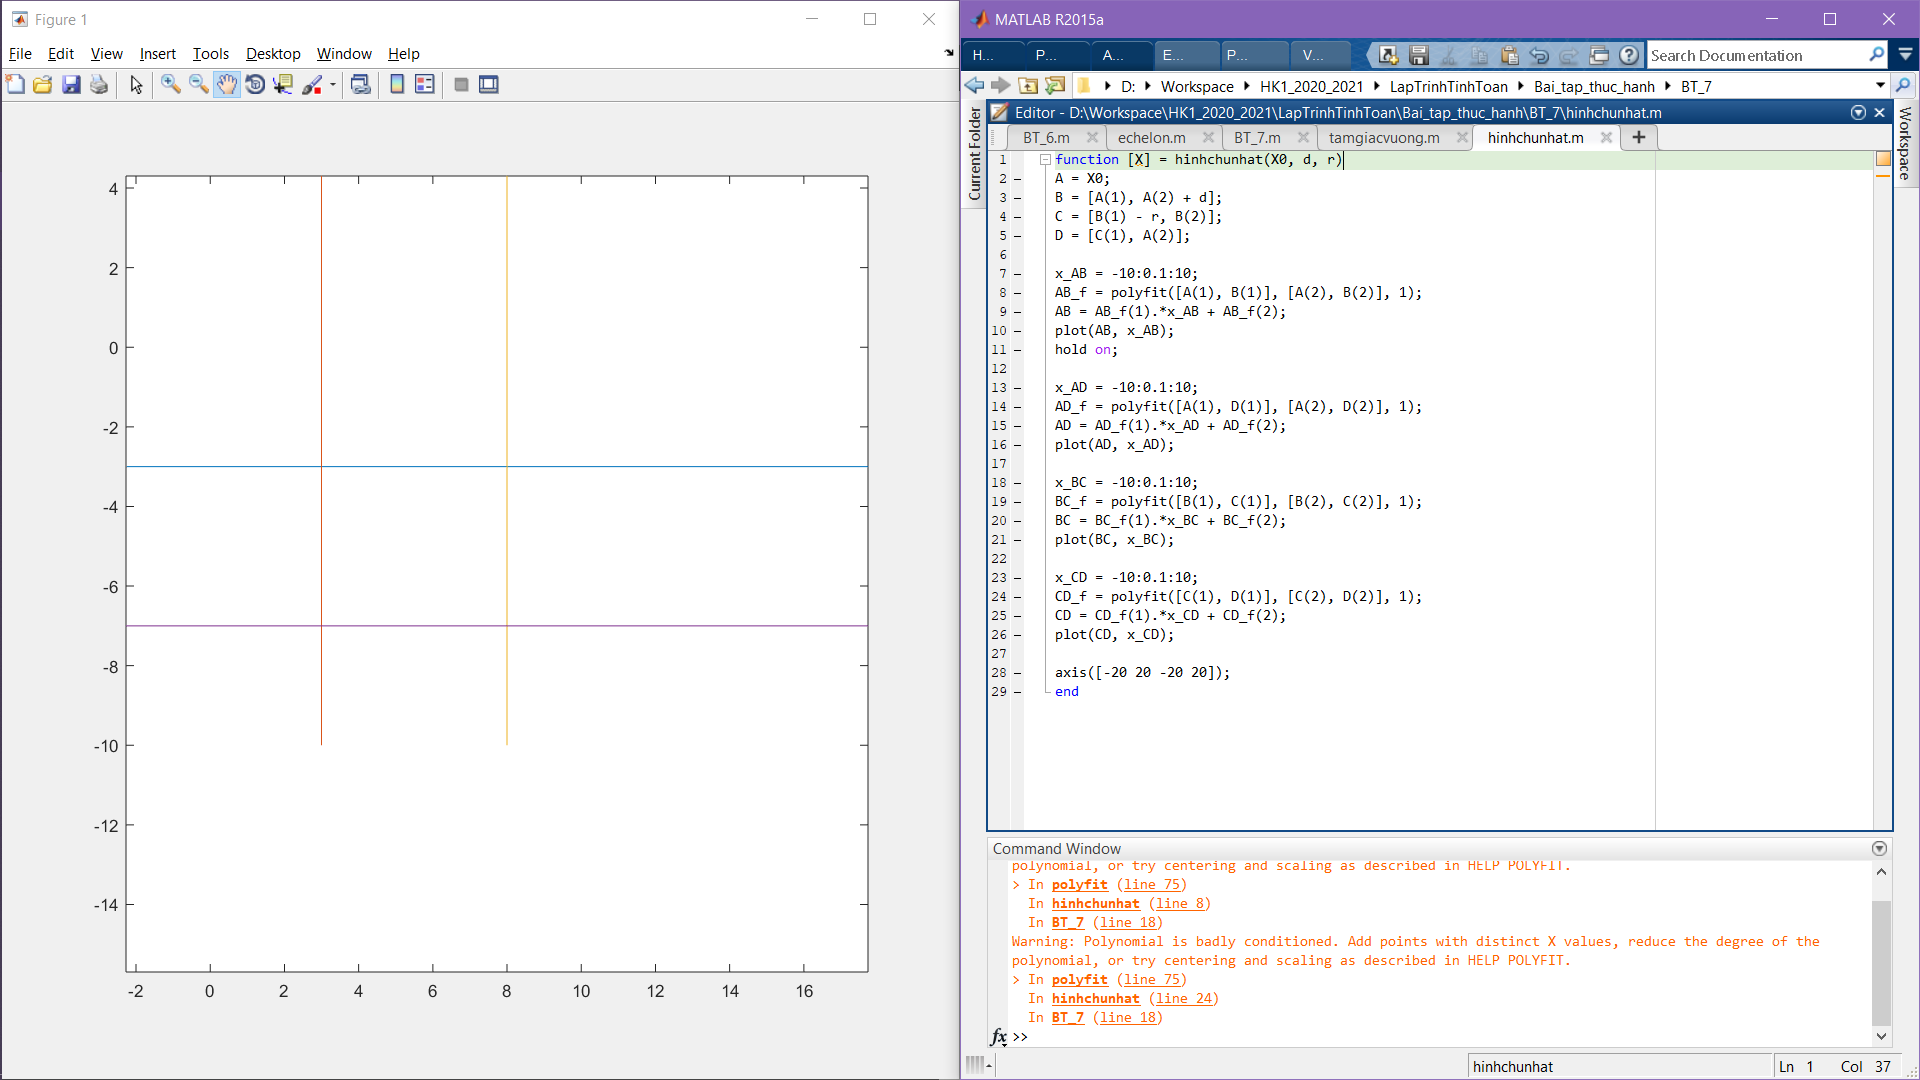 Figure 1
File Edit View Insert Tools Desktop Window Help
4
2
0
-2
-4
-6
-8
-10
-12
-14
-2 0 2 4 6 8 10 12 14 16
MATLAB R2015a
H... P... A... E... P... V... Search Documentation
D: Workspace HK1_2020_2021 LapTrinhTinhToan Bai_tap_thuc_hanh BT_7
Current Folder
Workspace
Editor - D:\Workspace\HK1_2020_2021\LapTrinhTinhToan\Bai_tap_thuc_hanh\BT_7\hinhchunhat.m
BT_6.m echelon.m BT_7.m tamgiacvuong.m hinhchunhat.m
1 function [X] = hinhchunhat(X0, d, r)
2 – A = X0;
3 – B = [A(1), A(2) + d];
4 – C = [B(1) - r, B(2)];
5 – D = [C(1), A(2)];
6
7 – x_AB = -10:0.1:10;
8 – AB_f = polyfit([A(1), B(1)], [A(2), B(2)], 1);
9 – AB = AB_f(1).*x_AB + AB_f(2);
10 – plot(AB, x_AB);
11 – hold on;
12
13 – x_AD = -10:0.1:10;
14 – AD_f = polyfit([A(1), D(1)], [A(2), D(2)], 1);
15 – AD = AD_f(1).*x_AD + AD_f(2);
16 – plot(AD, x_AD);
17
18 – x_BC = -10:0.1:10;
19 – BC_f = polyfit([B(1), C(1)], [B(2), C(2)], 1);
20 – BC = BC_f(1).*x_BC + BC_f(2);
21 – plot(BC, x_BC);
22
23 – x_CD = -10:0.1:10;
24 – CD_f = polyfit([C(1), D(1)], [C(2), D(2)], 1);
25 – CD = CD_f(1).*x_CD + CD_f(2);
26 – plot(CD, x_CD);
27
28 – axis([-20 20 -20 20]);
29 – end
Command Window
polynomial, or try centering and scaling as described in HELP POLYFIT.
> In polyfit (line 75)
In hinhchunhat (line 8)
In BT_7 (line 18)
Warning: Polynomial is badly conditioned. Add points with distinct X values, reduce the degree of the
polynomial, or try centering and scaling as described in HELP POLYFIT.
> In polyfit (line 75)
In hinhchunhat (line 24)
In BT_7 (line 18)
fx >>
hinhchunhat Ln 1 Col 37